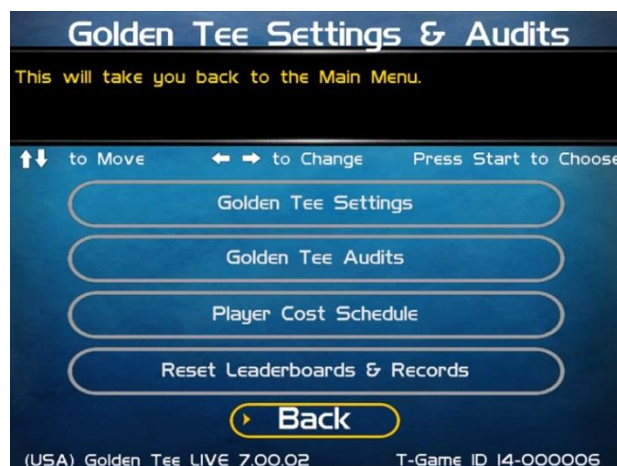 Golden Tee Settings & Audits
This will take you back to the Main Menu.
to Move to Change Press Start to Choose
Golden Tee Settings
Golden Tee Audits
Player Cost Schedule
Reset Leaderboards & Records
Back
(USA) Golden Tee LIVE 7.00.02 T-Game ID 14-000006